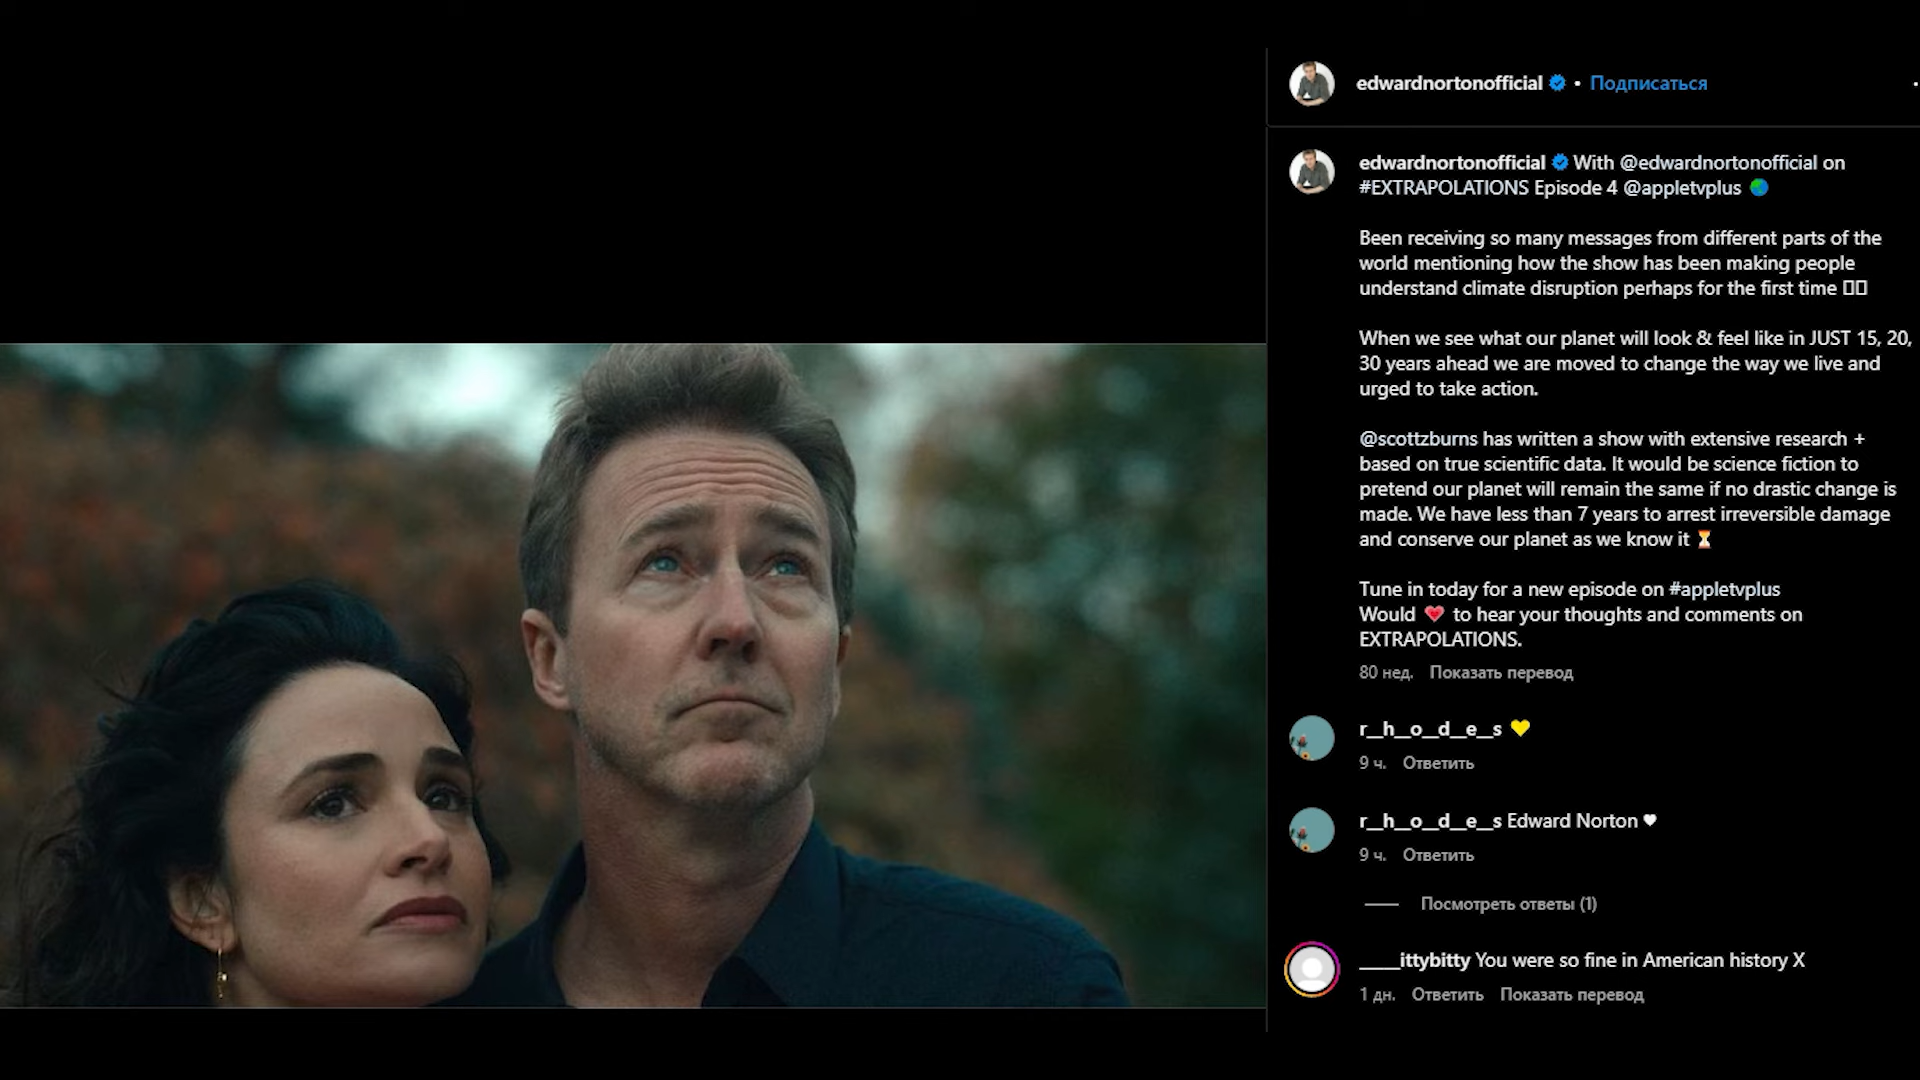 edwardnortonofficial • Подписаться
edwardnortonofficial With @edwardnortonofficial on
#EXTRAPOLATIONS Episode 4 @appletvplus 🌏
Been receiving so many messages from different parts of the
world mentioning how the show has been making people
understand climate disruption perhaps for the first time
When we see what our planet will look & feel like in JUST 15, 20,
30 years ahead we are moved to change the way we live and
urged to take action.
@scottzburns has written a show with extensive research +
based on true scientific data. It would be science fiction to
pretend our planet will remain the same if no drastic change is
made. We have less than 7 years to arrest irreversible damage
and conserve our planet as we know it ⏳
Tune in today for a new episode on #appletvplus
Would 💗 to hear your thoughts and comments on
EXTRAPOLATIONS.
80 нед. Показать перевод
r__h__o__d__e__s 💛
9 ч. Ответить
r__h__o__d__e__s Edward Norton 🤍
9 ч. Ответить
Посмотреть ответы (1)
____ittybitty You were so fine in American history X
1 дн. Ответить Показать перевод